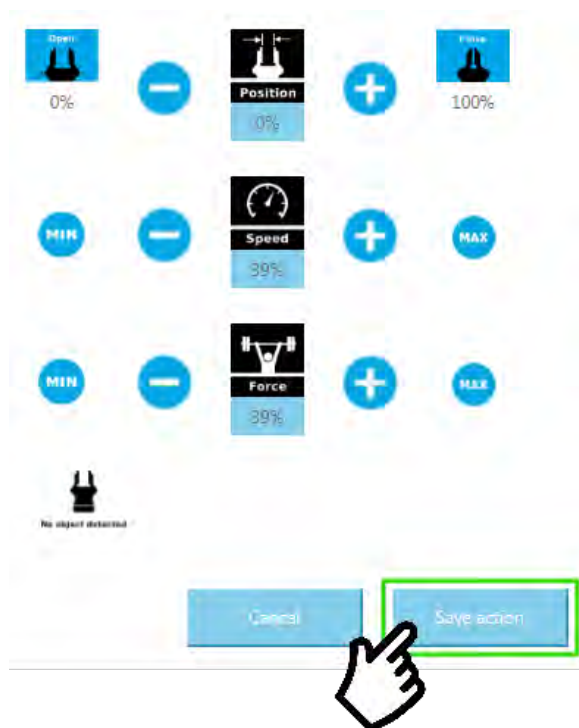 Open
Close
Position
0%
0%
100%
MIN
Speed
MAX
39%
MIN
Force
MAX
39%
No object detected
Cancel
Save action